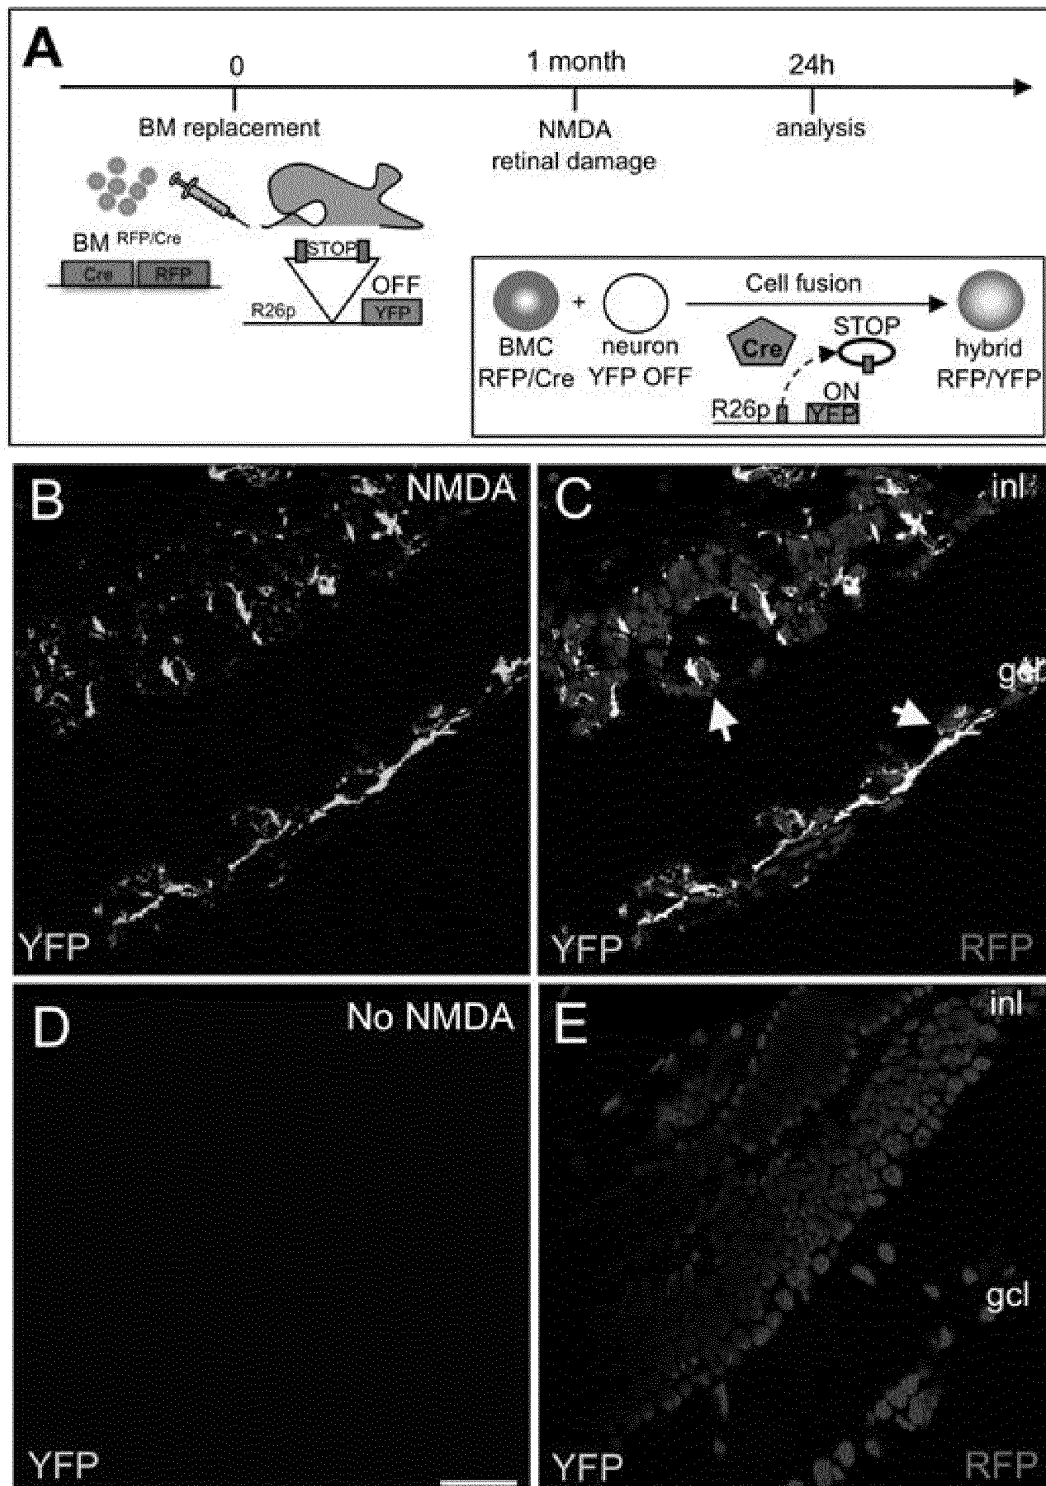 A
0
1 month
24h
BM replacement
NMDA
retinal damage
analysis
BM RFP/Cre
Cre
RFP
STOP
OFF
R26p
YFP
BMC
RFP/Cre
+
neuron
YFP OFF
Cell fusion
Cre
STOP
ON
R26p
YFP
hybrid
RFP/YFP
B
NMDA
YFP
C
inl
gcl
YFP
RFP
D
No NMDA
YFP
E
inl
gcl
YFP
RFP